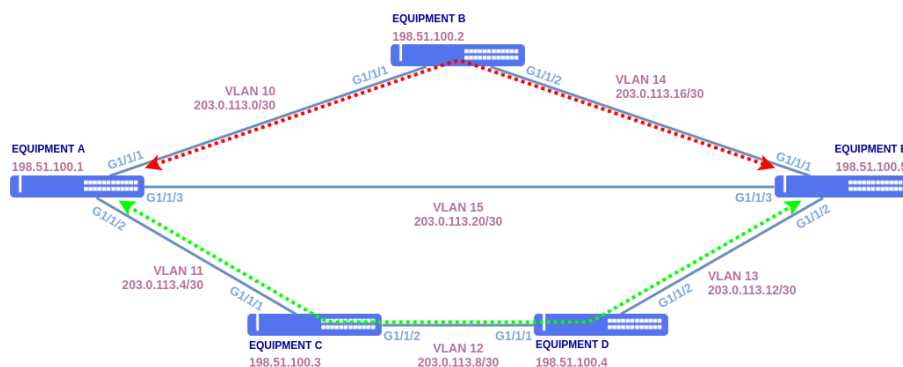 EQUIPMENT B
198.51.100.2
G1/1/1
G1/1/2
VLAN 10
203.0.113.0/30
VLAN 14
203.0.113.16/30
EQUIPMENT A
198.51.100.1
G1/1/1
G1/1/1
EQUIPMENT E
198.51.100.5
G1/1/3
G1/1/3
VLAN 15
203.0.113.20/30
G1/1/2
G1/1/2
VLAN 11
203.0.113.4/30
VLAN 13
203.0.113.12/30
G1/1/1
G1/1/2
G1/1/2
G1/1/1
EQUIPMENT C
198.51.100.3
VLAN 12
203.0.113.8/30
EQUIPMENT D
198.51.100.4